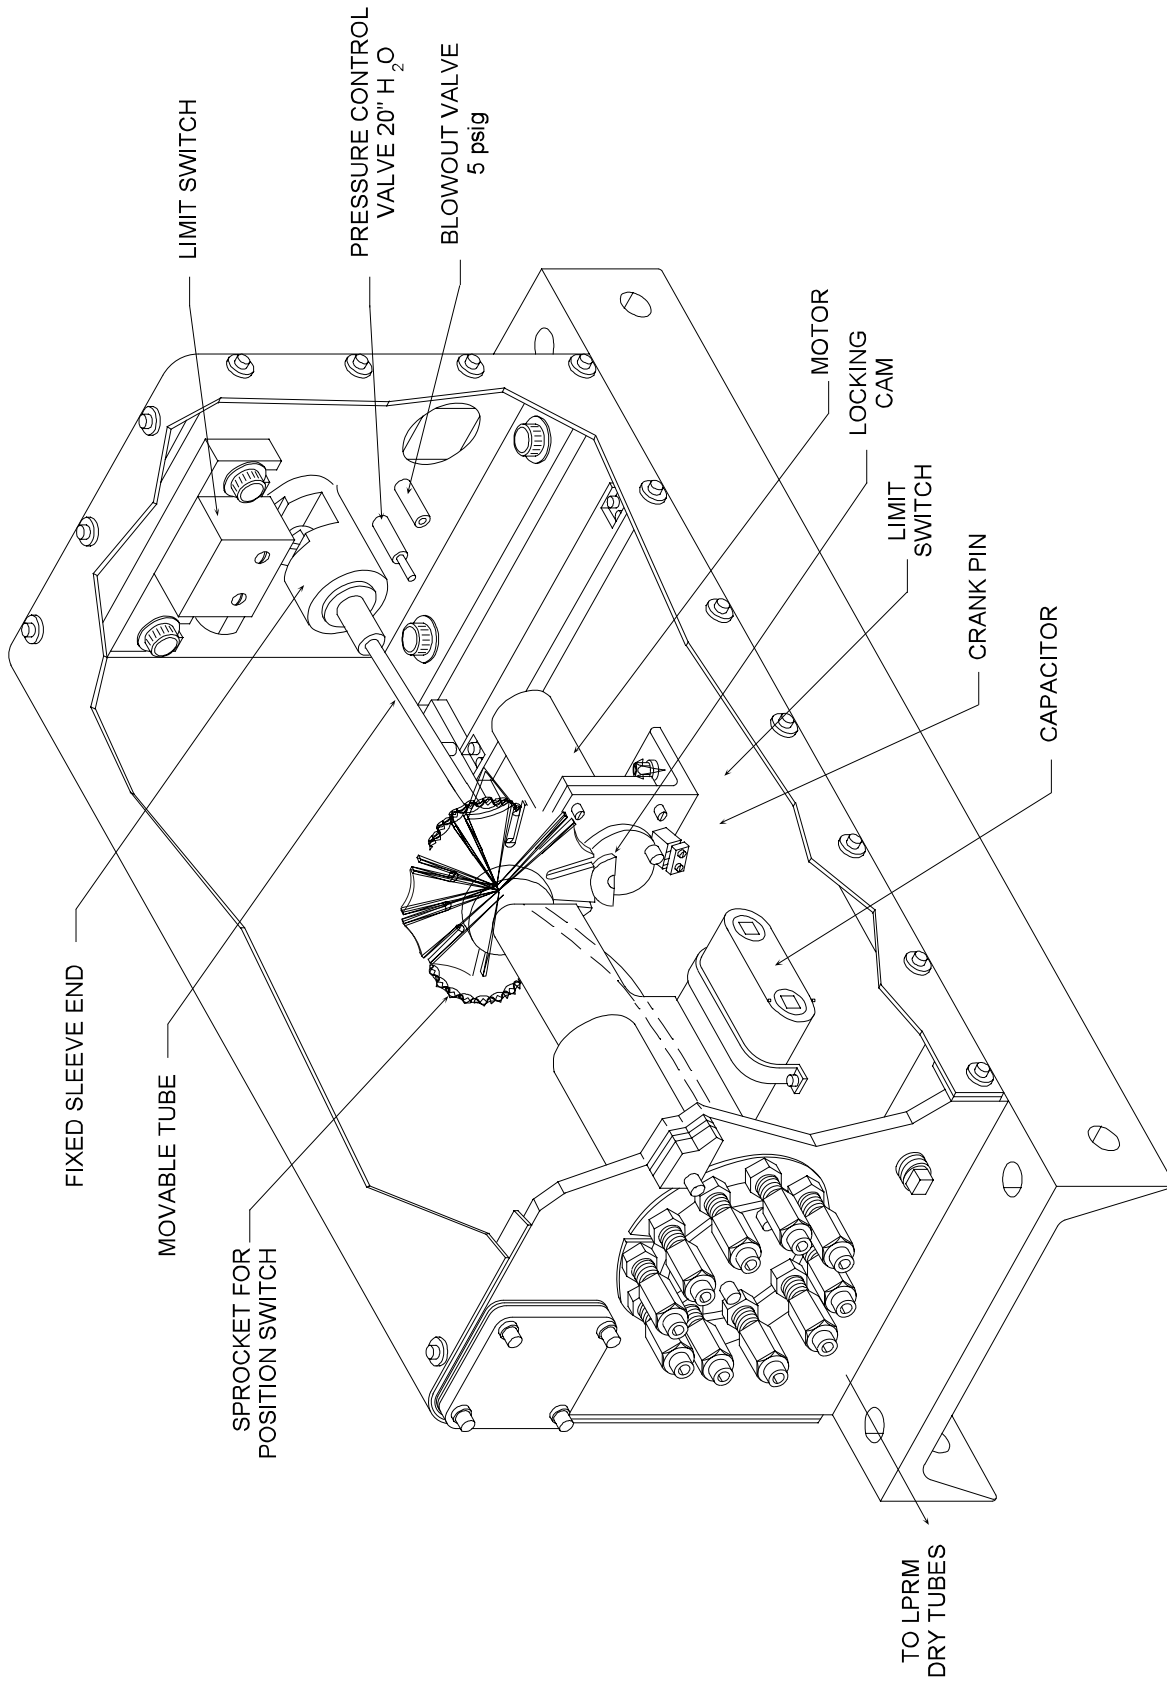 LIMIT SWITCH
PRESSURE CONTROL
VALVE 20" H2O
BLOWOUT VALVE
5 psig
MOTOR
LOCKING
CAM
LIMIT
SWITCH
CRANK PIN
CAPACITOR
FIXED SLEEVE END
MOVABLE TUBE
SPROCKET FOR
POSITION SWITCH
TO LPRM
DRY TUBES